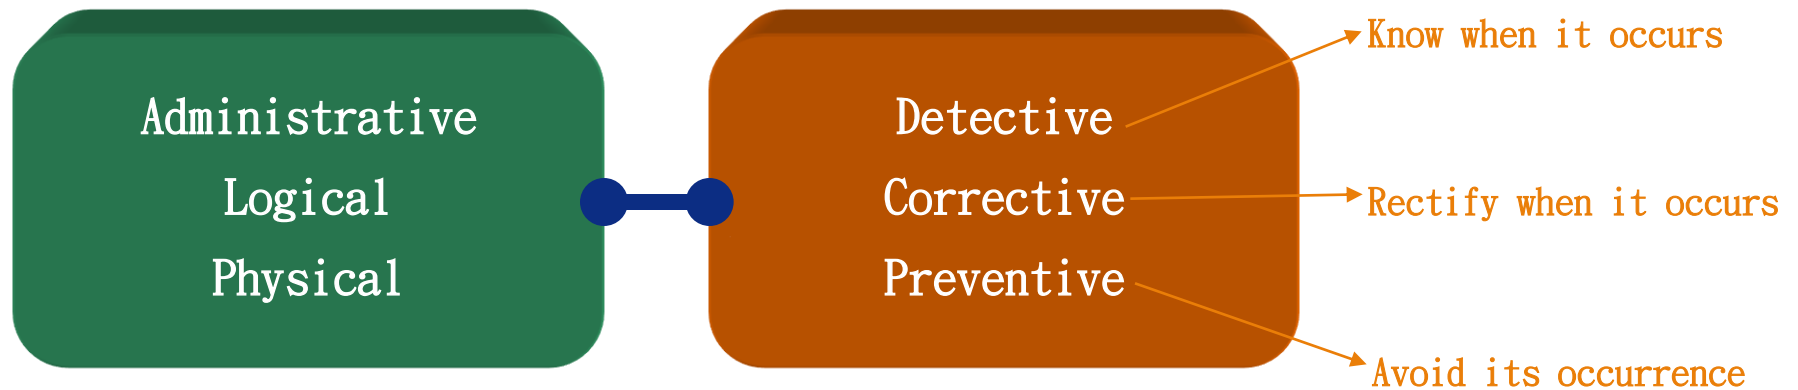 Administrative
Logical
Physical
Detective
Corrective
Preventive
Know when it occurs
Rectify when it occurs
Avoid its occurrence